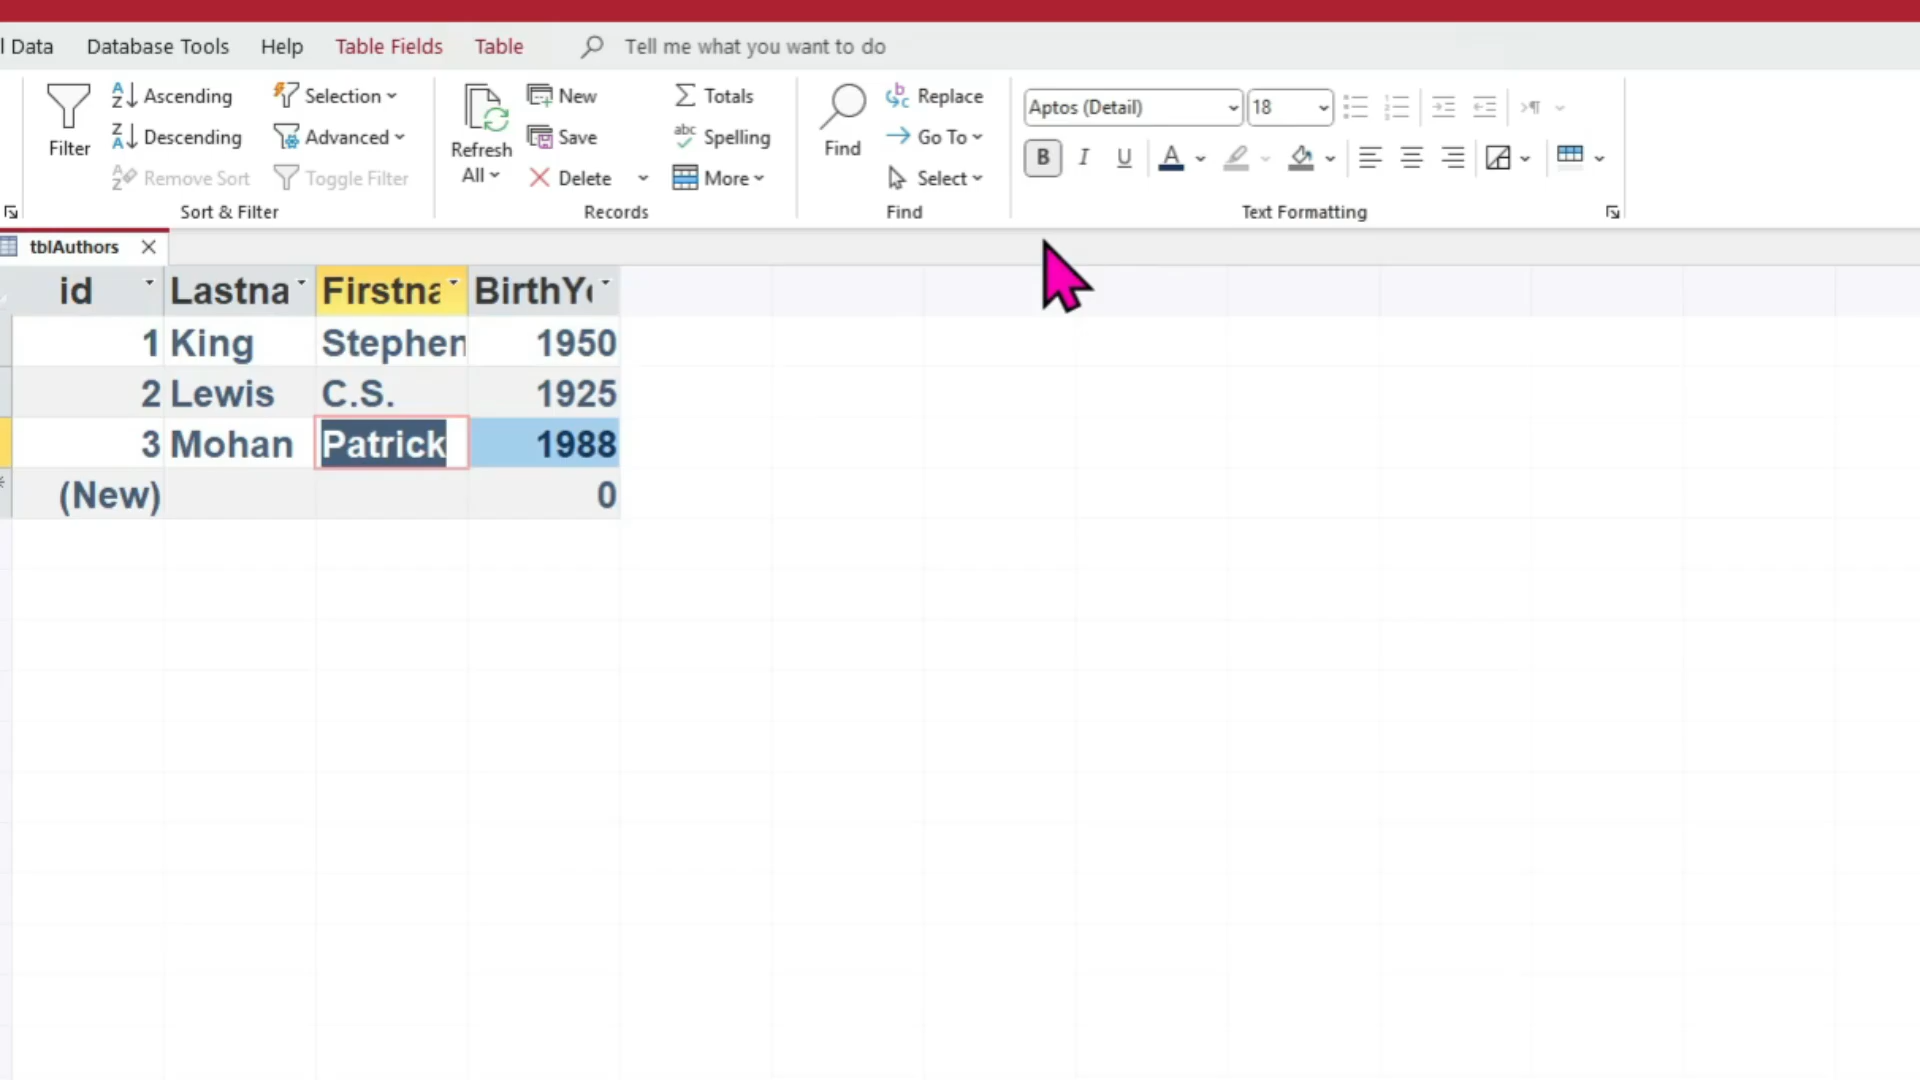 l Data Database Tools Help Table Fields Table Tell me what you want to do
Filter
Ascending
Descending
Remove Sort
Selection
Advanced
Toggle Filter
Sort & Filter
Refresh
All
New
Save
Delete
Totals
Spelling
More
Records
Find
Replace
Go To
Select
Find
Aptos (Detail) 18
B I U A
Text Formatting
tblAuthors
id Lastna Firstna BirthY
1 King Stephen 1950
2 Lewis C.S. 1925
3 Mohan Patrick 1988
(New) 0